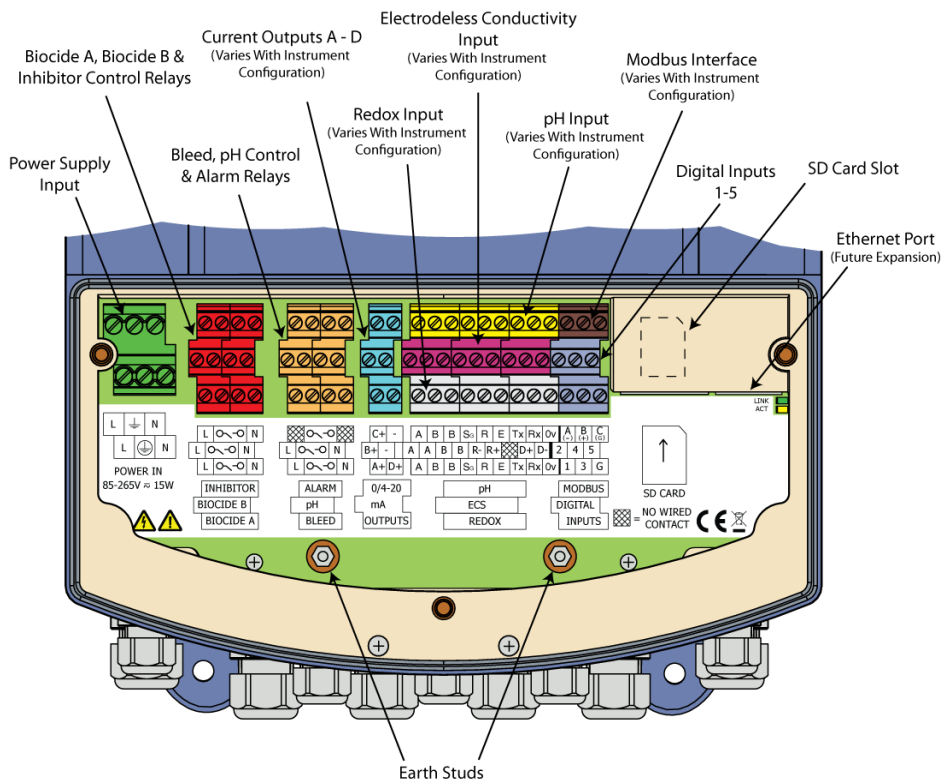 Electrodeless Conductivity
Input
(Varies With Instrument
Configuration)
Current Outputs A - D
(Varies With Instrument
Configuration)
Biocide A, Biocide B &
Inhibitor Control Relays
Modbus Interface
(Varies With Instrument
Configuration)
Redox Input
(Varies With Instrument
Configuration)
pH Input
(Varies With Instrument
Configuration)
Power Supply
Input
Bleed, pH Control
& Alarm Relays
Digital Inputs
1-5
SD Card Slot
Ethernet Port
(Future Expansion)
LINK
ACT
L N
L N
POWER IN
85-265V ≂ 15W
L N
L N
L N
INHIBITOR
BIOCIDE B
BIOCIDE A
L N
L N
ALARM
pH
BLEED
C+ -
B+ -
A+ D+
0/4-20
mA
OUTPUTS
A B B SG R E Tx Rx 0v
A A B B R- R+ D+ D-
A B B SG R E Tx Rx 0v
pH
ECS
REDOX
A B C
(-) (+) (G)
2 4 5
1 3 G
MODBUS
DIGITAL
INPUTS
SD CARD
= NO WIRED
CONTACT
CE
Earth Studs